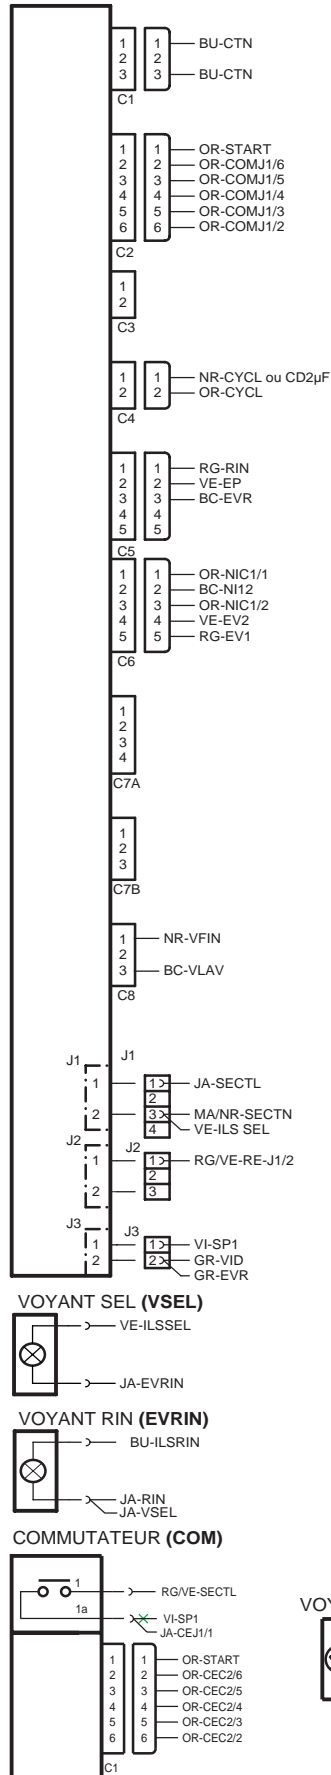 1 1 BU-CTN
2 2
3 3 BU-CTN
C1
1 1 OR-START
2 2 OR-COMJ1/6
3 3 OR-COMJ1/5
4 4 OR-COMJ1/4
5 5 OR-COMJ1/3
6 6 OR-COMJ1/2
C2
1
2
C3
1 1 NR-CYCL ou CD2µF
2 2 OR-CYCL
C4
1 1 RG-RIN
2 2 VE-EP
3 3 BC-EVR
4 4
5 5
C5
1 1 OR-NIC1/1
2 2 BC-NI12
3 3 OR-NIC1/2
4 4 VE-EV2
5 5 RG-EV1
C6
1
2
3
4
C7A
1
2
3
C7B
1 NR-VFIN
2
3 BC-VLAV
C8
J1 J1
1 1 JA-SECTL
2
2 3 MA/NR-SECTN
4 VE-ILS SEL
J2 J2
1 1 RG/VE-RE-J1/2
2
2 3
J3 J3
1 1 VI-SP1
2 2 GR-VID
GR-EVR
VOYANT SEL (VSEL)
VE-ILSSEL
JA-EVRIN
VOYANT RIN (EVRIN)
BU-ILSRIN
JA-RIN
JA-VSEL
COMMUTATEUR (COM)
1 RG/VE-SECTL
1a VI-SP1
JA-CEJ1/1
VOY
1 1 OR-START
2 2 OR-CEC2/6
3 3 OR-CEC2/5
4 4 OR-CEC2/4
5 5 OR-CEC2/3
6 6 OR-CEC2/2
C1